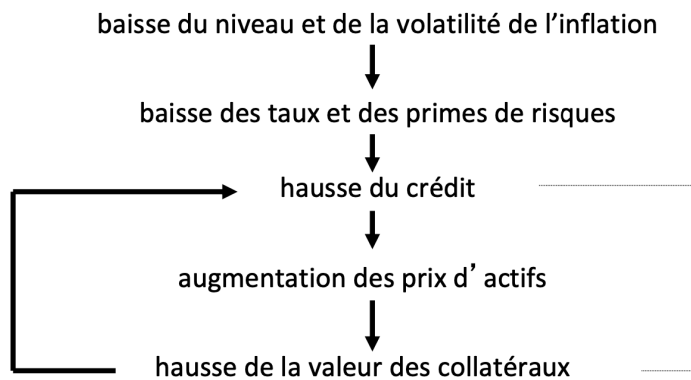 baisse du niveau et de la volatilité de l’inflation
baisse des taux et des primes de risques
hausse du crédit
augmentation des prix d’ actifs
hausse de la valeur des collatéraux